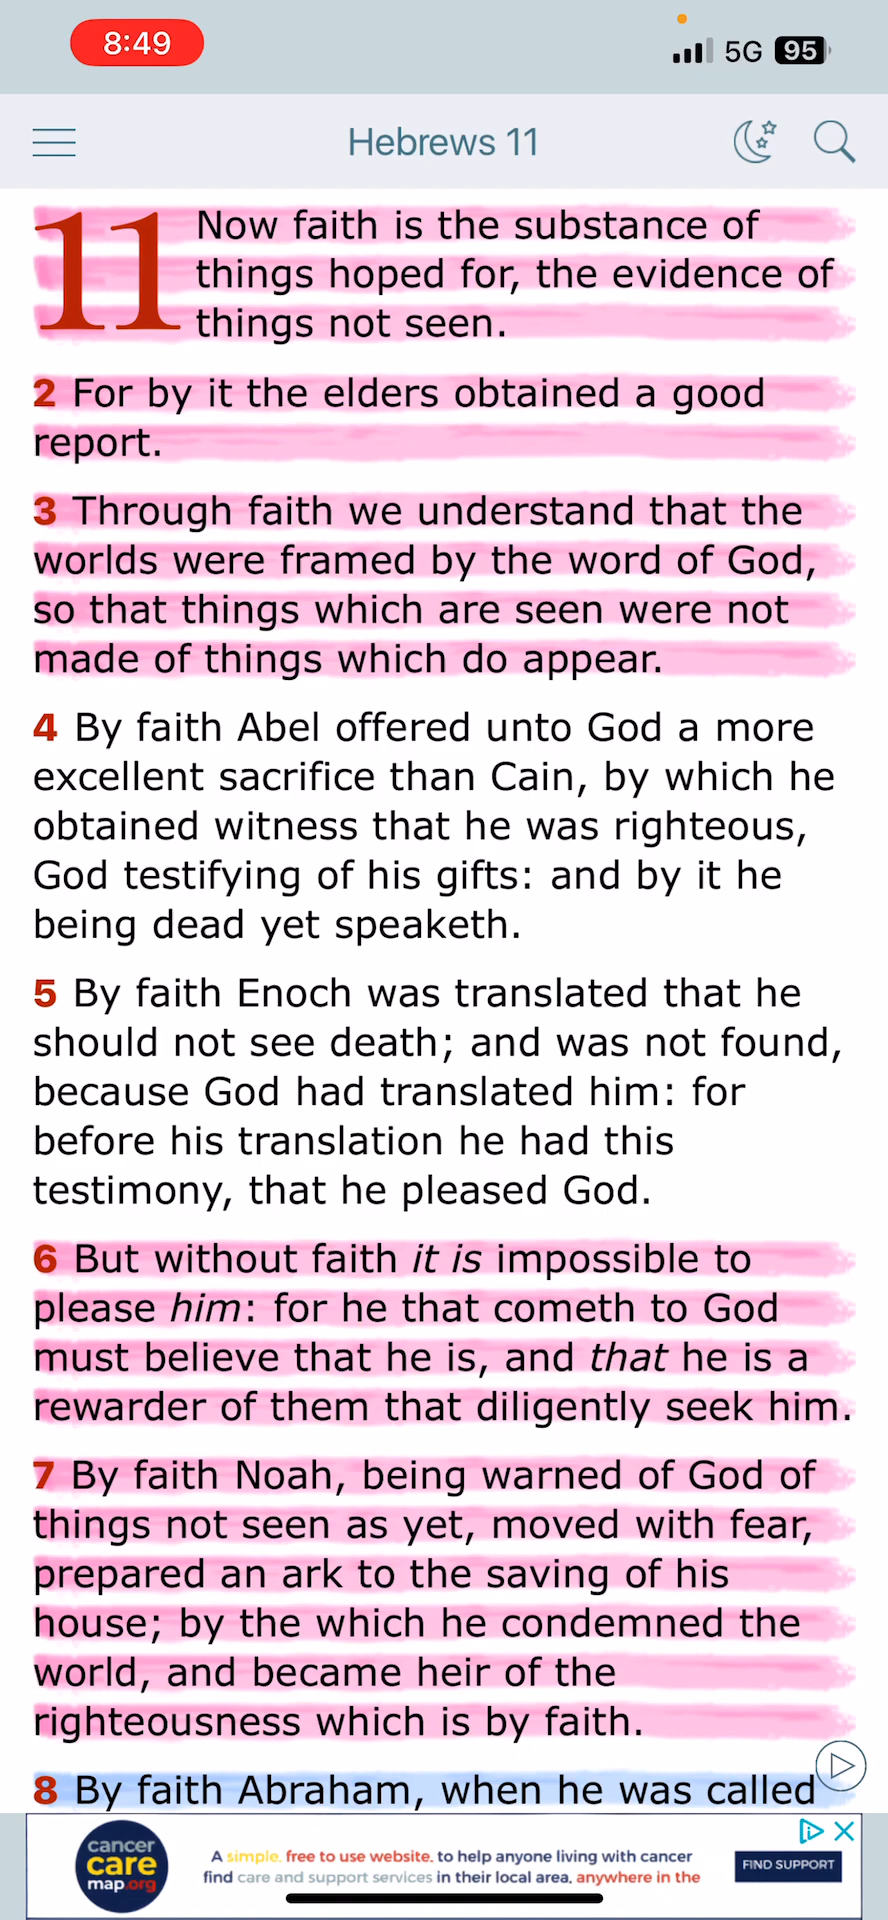 8:49
5G 95
Hebrews 11
11 Now faith is the substance of
things hoped for, the evidence of
things not seen.
2 For by it the elders obtained a good
report.
3 Through faith we understand that the
worlds were framed by the word of God,
so that things which are seen were not
made of things which do appear.
4 By faith Abel offered unto God a more
excellent sacrifice than Cain, by which he
obtained witness that he was righteous,
God testifying of his gifts: and by it he
being dead yet speaketh.
5 By faith Enoch was translated that he
should not see death; and was not found,
because God had translated him: for
before his translation he had this
testimony, that he pleased God.
6 But without faith it is impossible to
please him: for he that cometh to God
must believe that he is, and that he is a
rewarder of them that diligently seek him.
7 By faith Noah, being warned of God of
things not seen as yet, moved with fear,
prepared an ark to the saving of his
house; by the which he condemned the
world, and became heir of the
righteousness which is by faith.
8 By faith Abraham, when he was called
cancer
care
map.org
A simple. free to use website. to help anyone living with cancer
find care and support services in their local area, anywhere in the
FIND SUPPORT